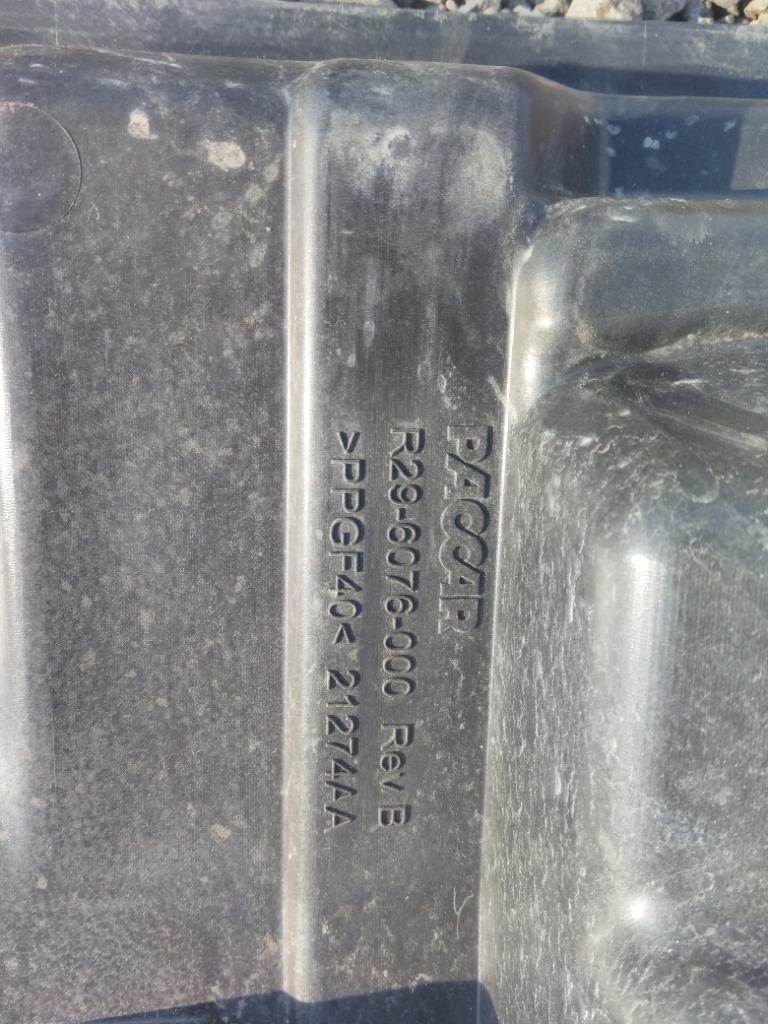 PACCAR
R29-6076-000 Rev B
>PPGF40< 21274AA